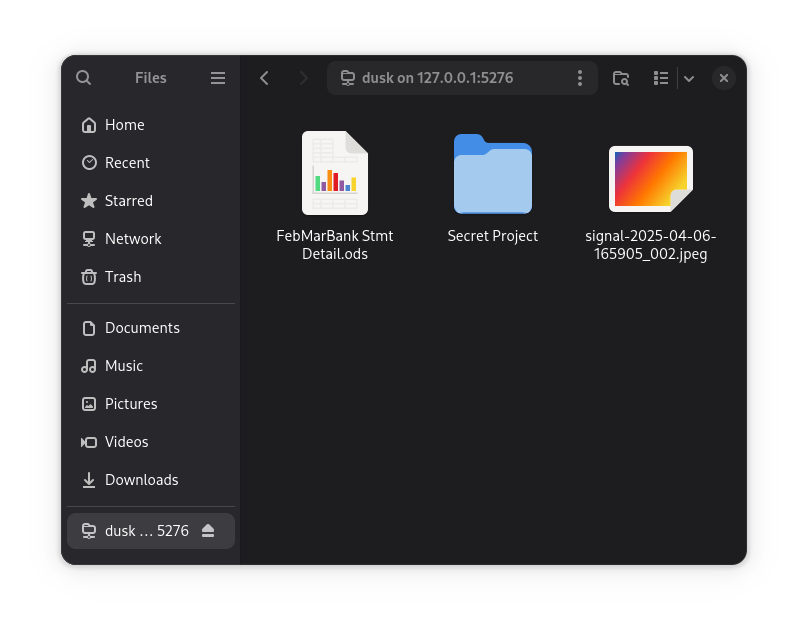 Files
dusk on 127.0.0.1:5276
Home
Recent
Starred
Network
Trash
Documents
Music
Pictures
Videos
Downloads
dusk … 5276
FebMarBank Stmt
Detail.ods
Secret Project
signal-2025-04-06-
165905_002.jpeg